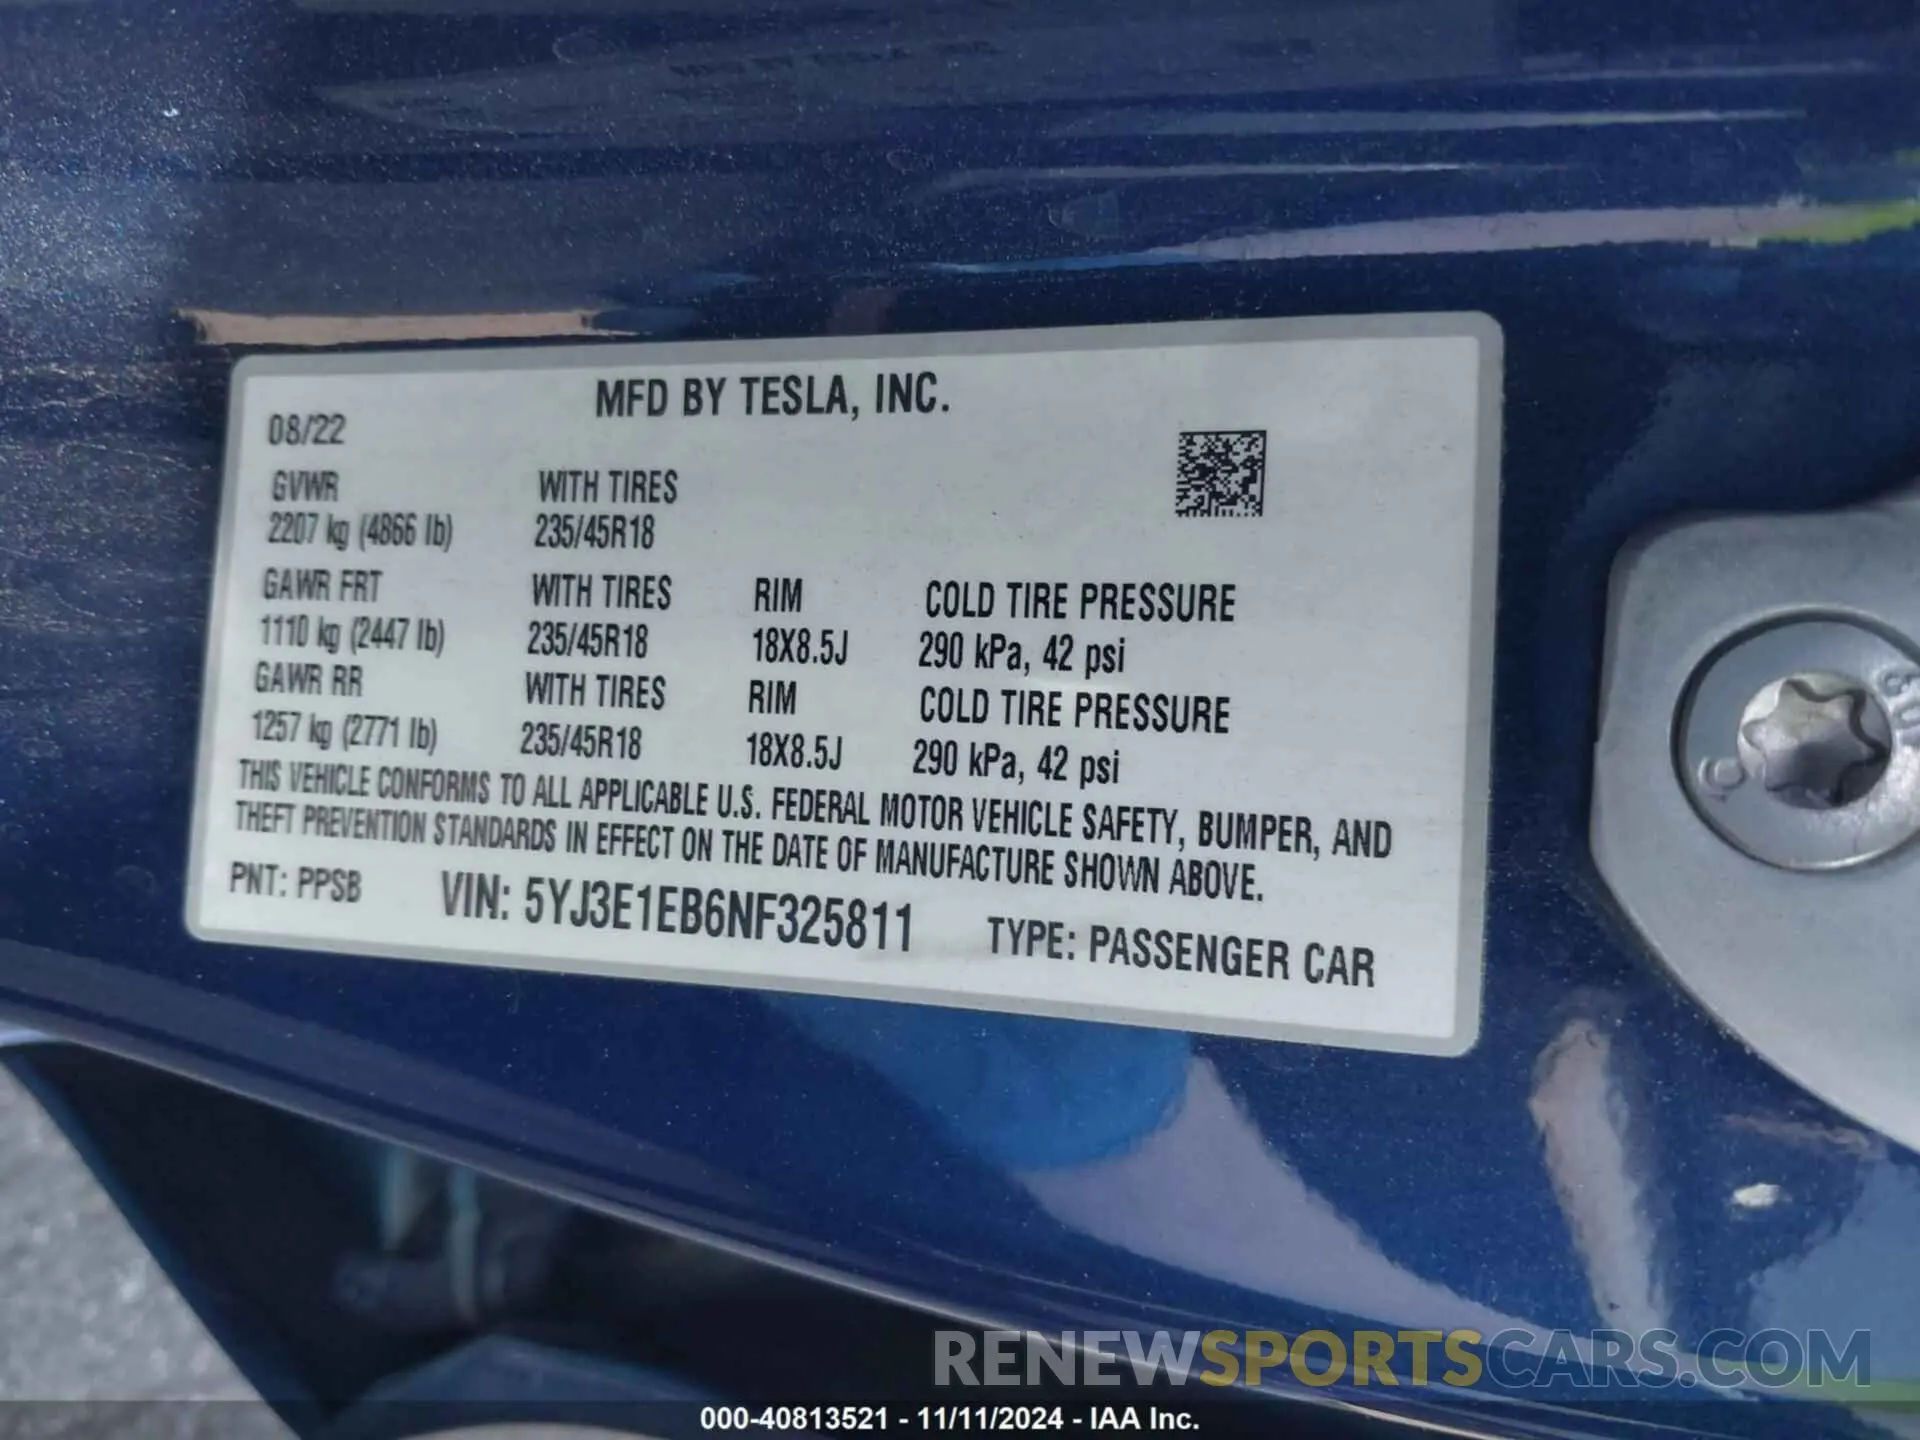 MFD BY TESLA, INC.
08/22
GVWR WITH TIRES
2207 kg (4866 lb) 235/45R18
GAWR FRT WITH TIRES RIM COLD TIRE PRESSURE
1110 kg (2447 lb) 235/45R18 18X8.5J 290 kPa, 42 psi
GAWR RR WITH TIRES RIM COLD TIRE PRESSURE
1257 kg (2771 lb) 235/45R18 18X8.5J 290 kPa, 42 psi
THIS VEHICLE CONFORMS TO ALL APPLICABLE U.S. FEDERAL MOTOR VEHICLE SAFETY, BUMPER, AND
THEFT PREVENTION STANDARDS IN EFFECT ON THE DATE OF MANUFACTURE SHOWN ABOVE.
PNT: PPSB VIN: 5YJ3E1EB6NF325811 TYPE: PASSENGER CAR
RENEWSPORTSCARS.COM
000-40813521 - 11/11/2024 - IAA Inc.